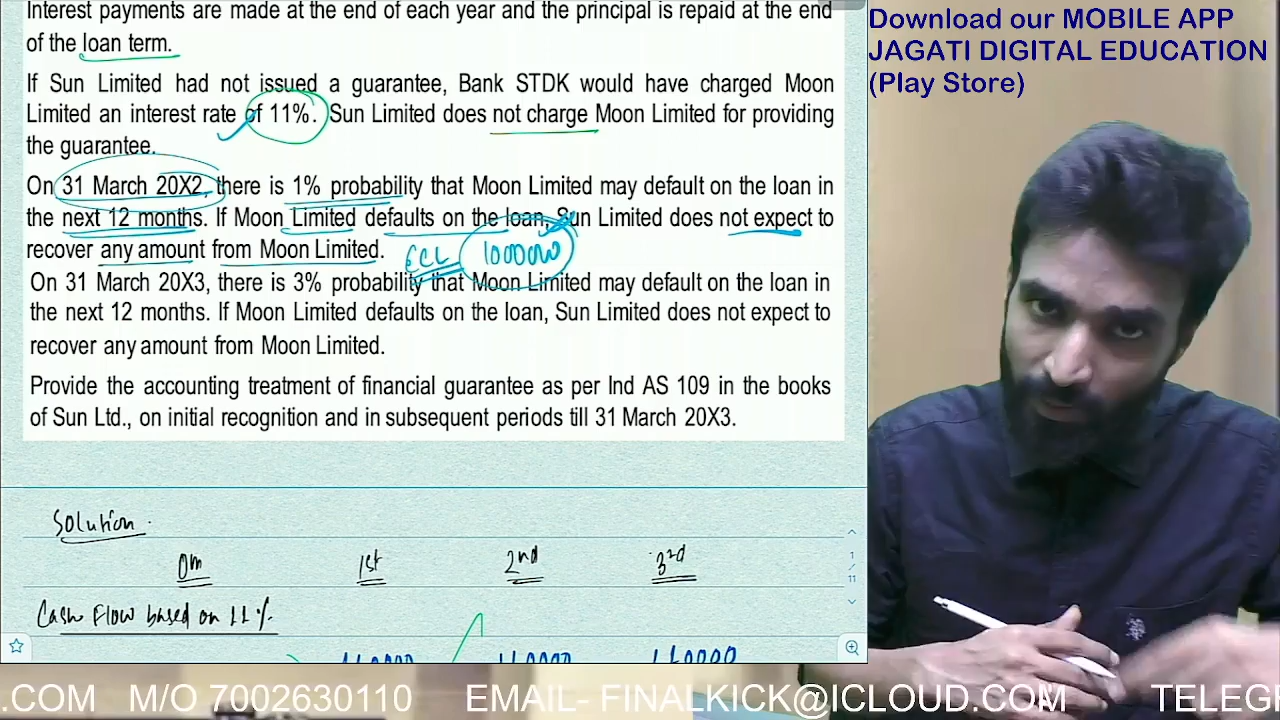 Interest payments are made at the end of each year and the principal is repaid at the end
of the loan term.
If Sun Limited had not issued a guarantee, Bank STDK would have charged Moon
Limited an interest rate of 11%. Sun Limited does not charge Moon Limited for providing
the guarantee.
On 31 March 20X2, there is 1% probability that Moon Limited may default on the loan in
the next 12 months. If Moon Limited defaults on the loan, Sun Limited does not expect to
recover any amount from Moon Limited.
ECL 1000000
On 31 March 20X3, there is 3% probability that Moon Limited may default on the loan in
the next 12 months. If Moon Limited defaults on the loan, Sun Limited does not expect to
recover any amount from Moon Limited.
Provide the accounting treatment of financial guarantee as per Ind AS 109 in the books
of Sun Ltd., on initial recognition and in subsequent periods till 31 March 20X3.
Solution.
0m 1st 2nd 3rd
Cash Flow based on 11%
110000 110000 110000
1
/
11
Download our MOBILE APP
JAGATI DIGITAL EDUCATION
(Play Store)
.COM M/O 7002630110 EMAIL- FINALKICK@ICLOUD.COM TELEG